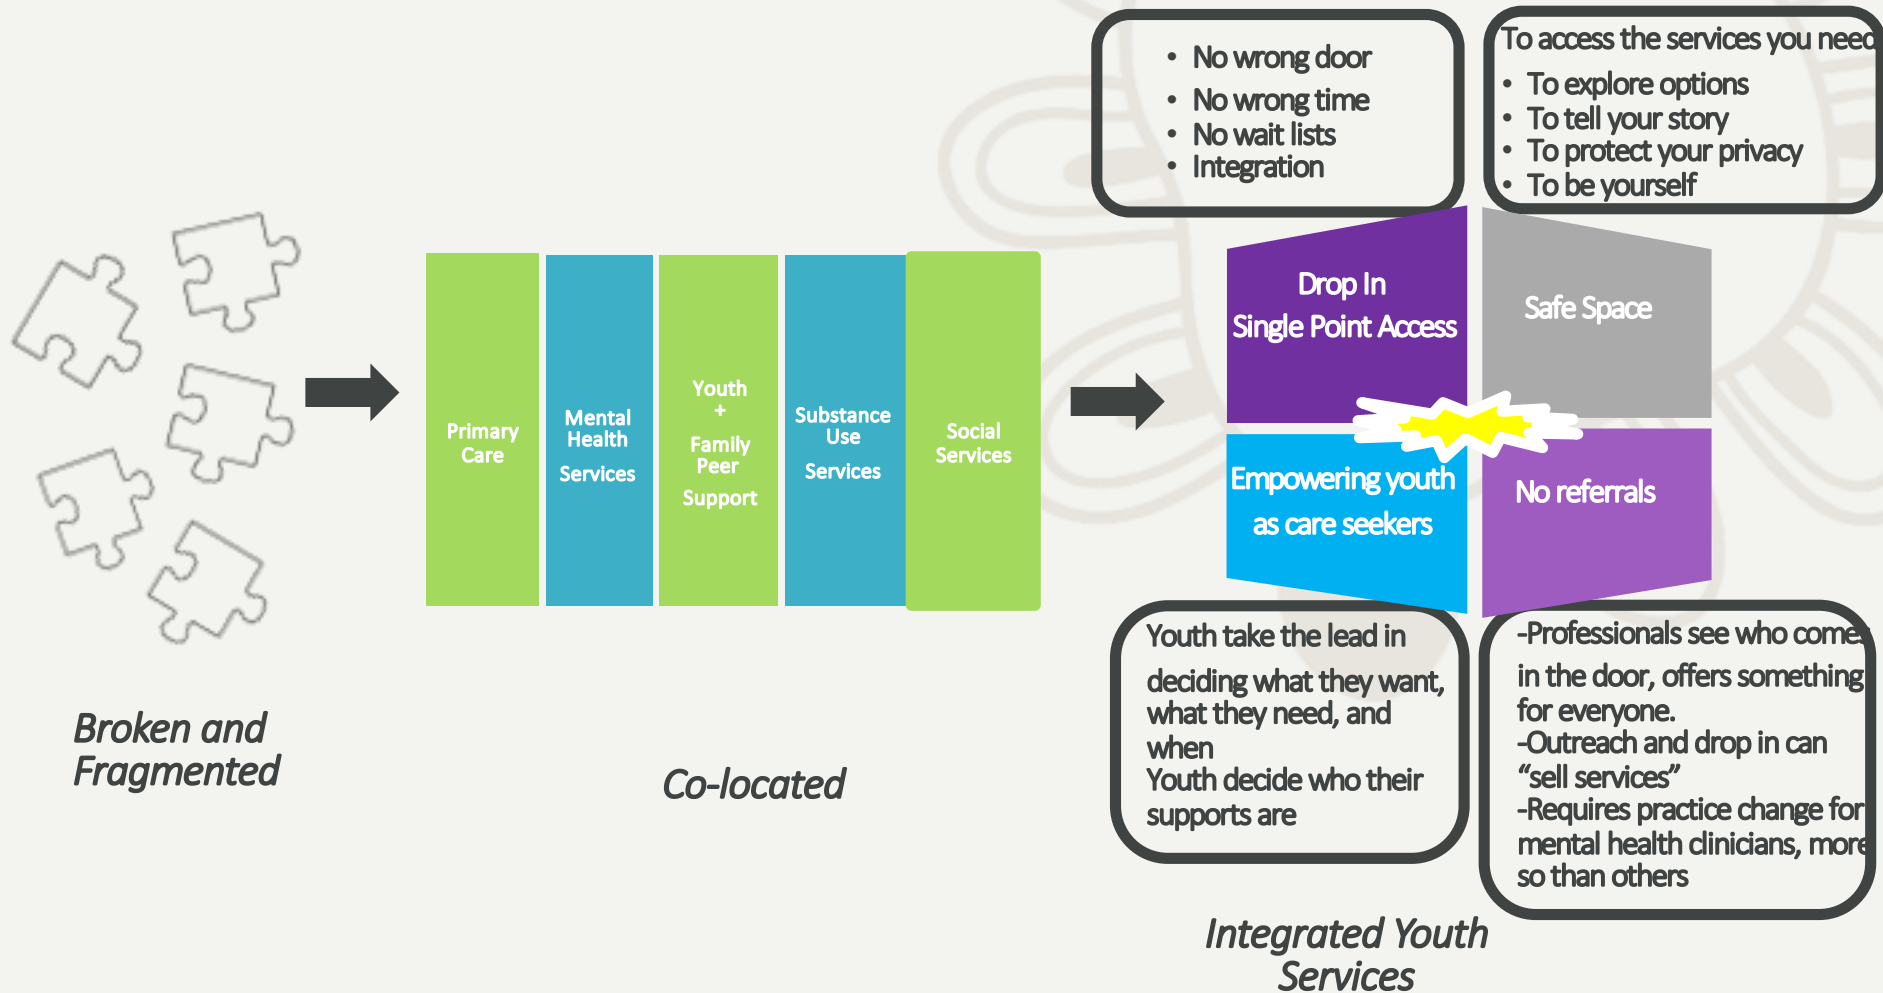 Broken and
Fragmented
Primary
Care
Mental
Health
Services
Youth
+
Family
Peer
Support
Substance
Use
Services
Social
Services
Co-located
• No wrong door
• No wrong time
• No wait lists
• Integration
To access the services you need
• To explore options
• To tell your story
• To protect your privacy
• To be yourself
Drop In
Single Point Access
Safe Space
Empowering youth
as care seekers
No referrals
Youth take the lead in
deciding what they want,
what they need, and
when
Youth decide who their
supports are
-Professionals see who comes
in the door, offers something
for everyone.
-Outreach and drop in can
“sell services”
-Requires practice change for
mental health clinicians, more
so than others
Integrated Youth
Services